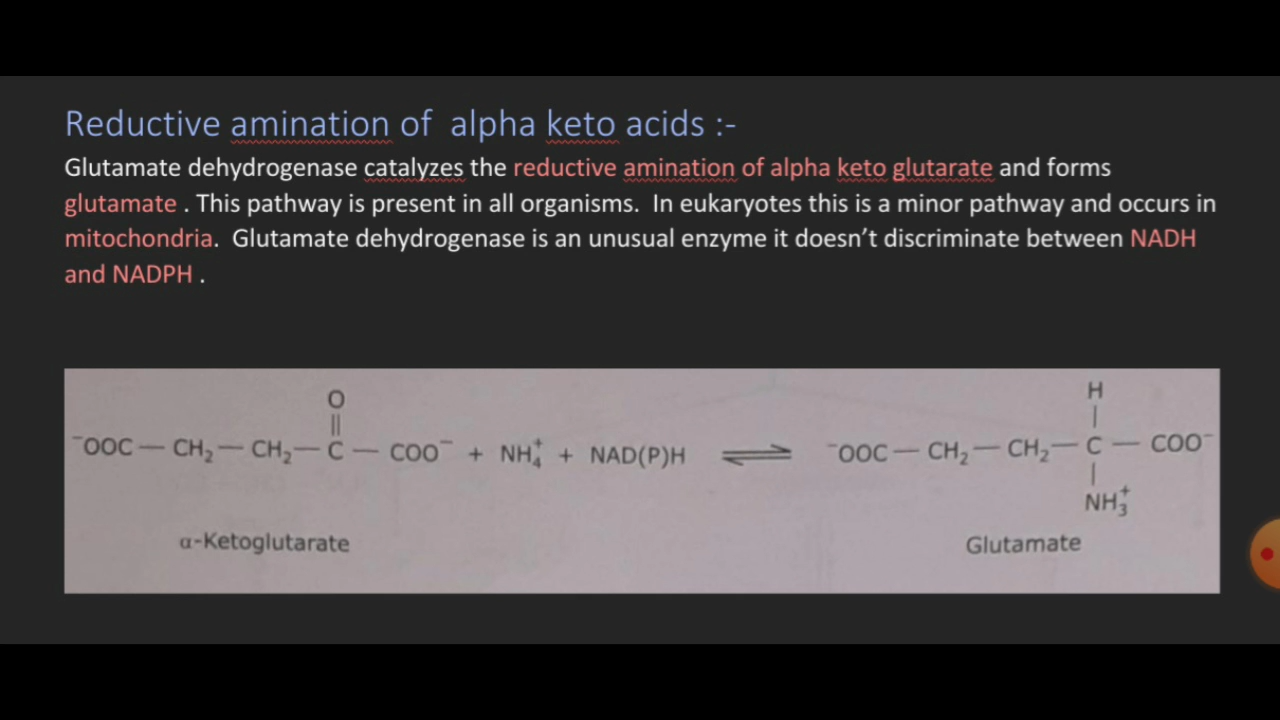 Reductive amination of alpha keto acids :-
Glutamate dehydrogenase catalyzes the reductive amination of alpha keto glutarate and forms
glutamate . This pathway is present in all organisms. In eukaryotes this is a minor pathway and occurs in
mitochondria. Glutamate dehydrogenase is an unusual enzyme it doesn’t discriminate between NADH
and NADPH .
O
||
⁻OOC — CH₂ — CH₂ — C — COO⁻ + NH₄⁺ + NAD(P)H ⇌ ⁻OOC — CH₂ — CH₂ — C — COO⁻
H
|
|
NH₃⁺
α-Ketoglutarate
Glutamate